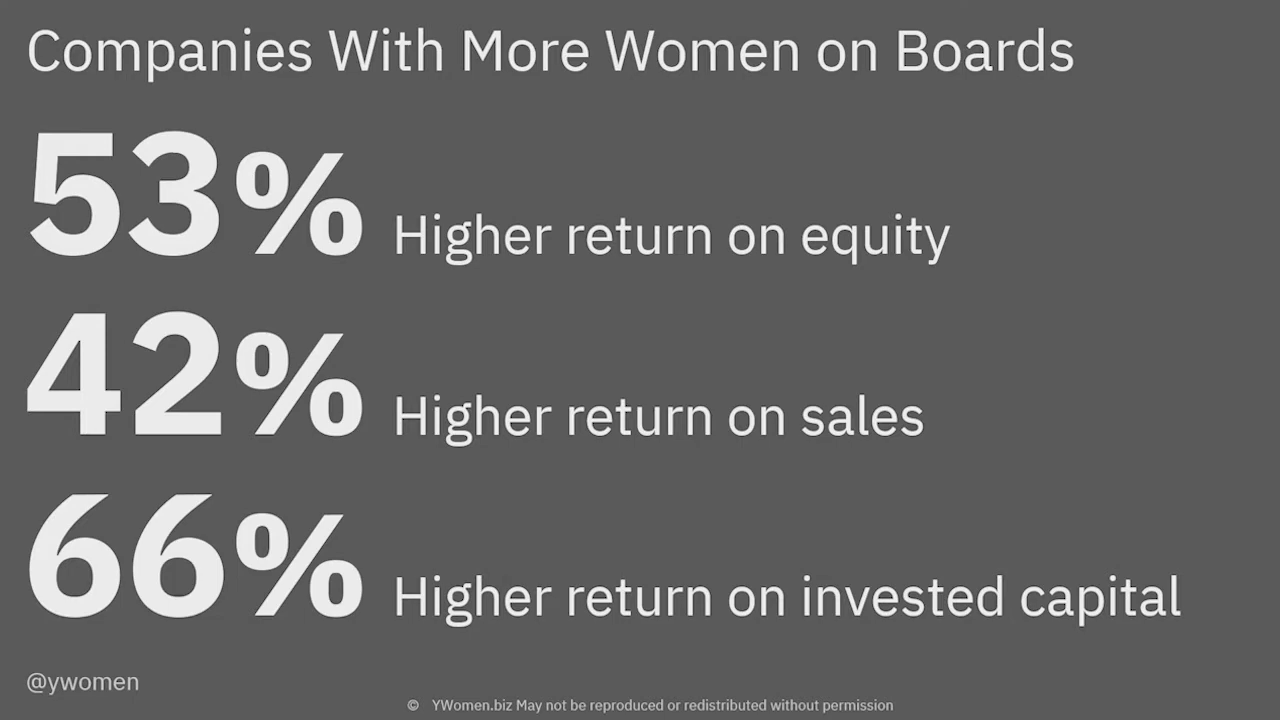 Companies With More Women on Boards
53% Higher return on equity
42% Higher return on sales
66% Higher return on invested capital
@ywomen
© YWomen.biz May not be reproduced or redistributed without permission